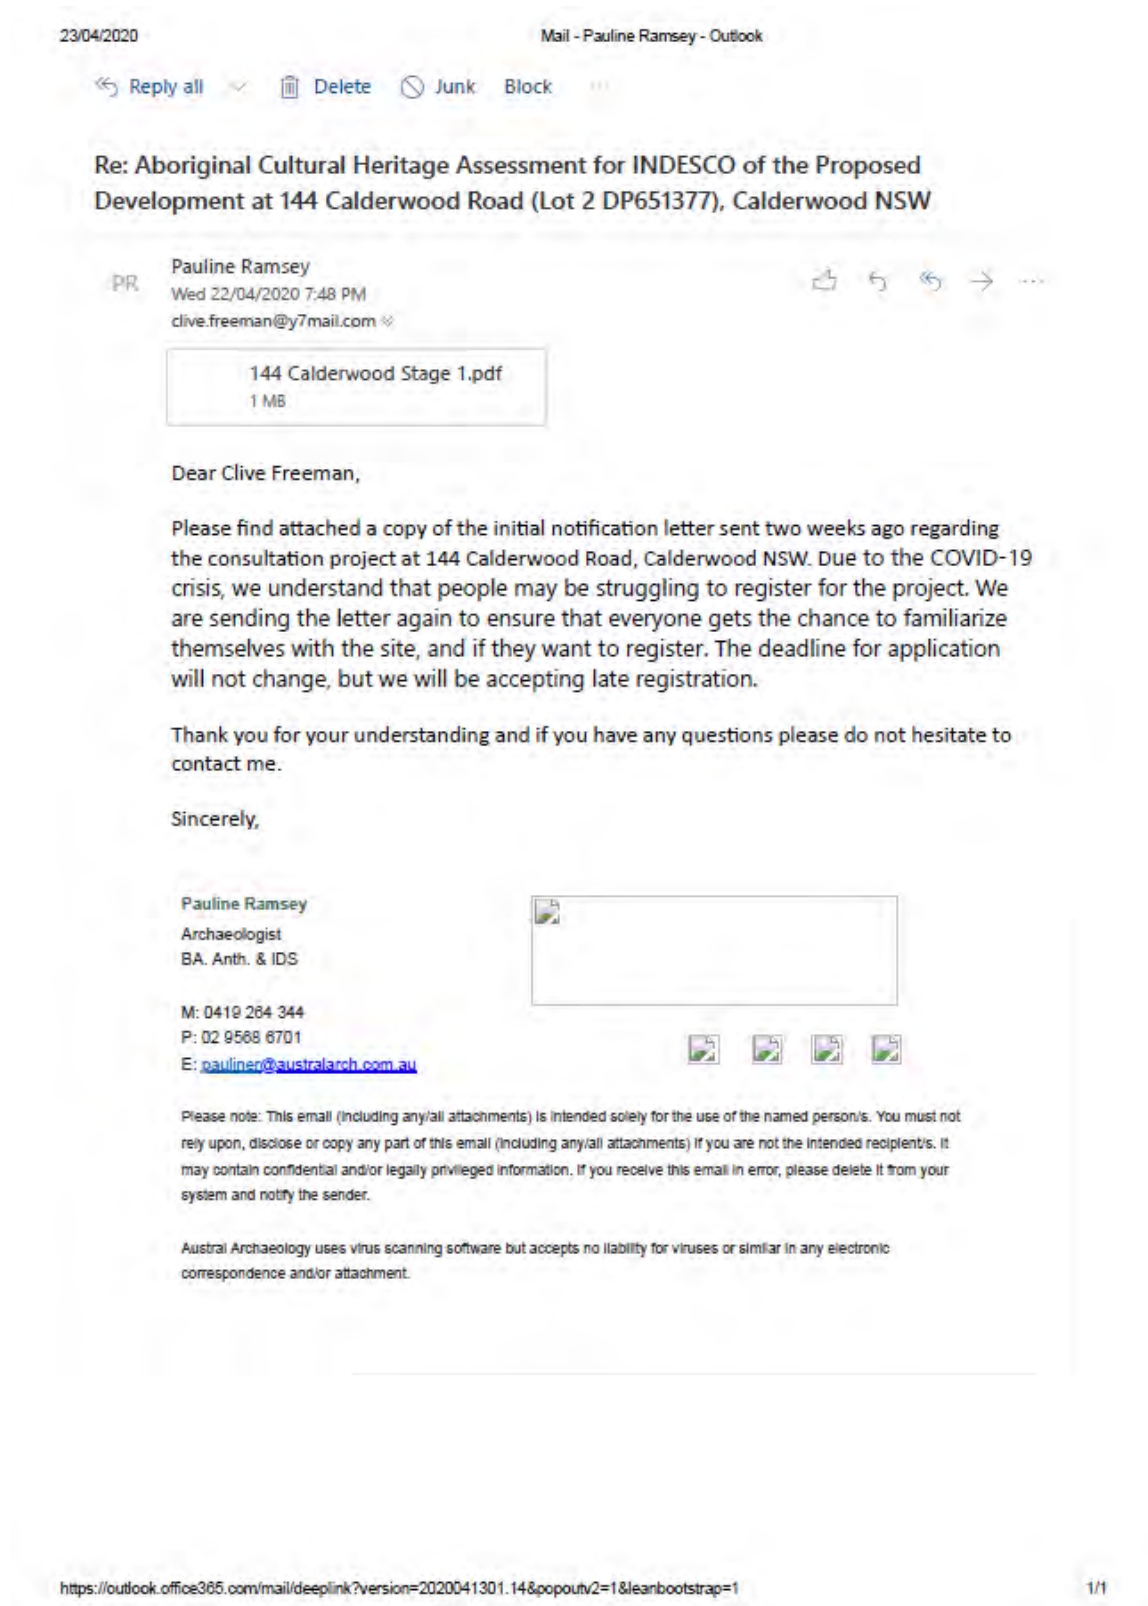 23/04/2020 Mail - Pauline Ramsey - Outlook
Reply all Delete Junk Block ...
Re: Aboriginal Cultural Heritage Assessment for INDESCO of the Proposed
Development at 144 Calderwood Road (Lot 2 DP651377), Calderwood NSW
PR
Pauline Ramsey
Wed 22/04/2020 7:48 PM
clive.freeman@y7mail.com
144 Calderwood Stage 1.pdf
1 MB
Dear Clive Freeman,
Please find attached a copy of the initial notification letter sent two weeks ago regarding
the consultation project at 144 Calderwood Road, Calderwood NSW. Due to the COVID-19
crisis, we understand that people may be struggling to register for the project. We
are sending the letter again to ensure that everyone gets the chance to familiarize
themselves with the site, and if they want to register. The deadline for application
will not change, but we will be accepting late registration.
Thank you for your understanding and if you have any questions please do not hesitate to
contact me.
Sincerely,
Pauline Ramsey
Archaeologist
BA. Anth. & IDS
M: 0419 264 344
P: 02 9568 6701
E: pauliner@australarch.com.au
Please note: This email (including any/all attachments) is intended solely for the use of the named person/s. You must not
rely upon, disclose or copy any part of this email (including any/all attachments) if you are not the intended recipient/s. It
may contain confidential and/or legally privileged information. If you receive this email in error, please delete it from your
system and notify the sender.
Austral Archaeology uses virus scanning software but accepts no liability for viruses or similar in any electronic
correspondence and/or attachment.
https://outlook.office365.com/mail/deeplink?version=2020041301.14&popoutv2=1&leanbootstrap=1 1/1